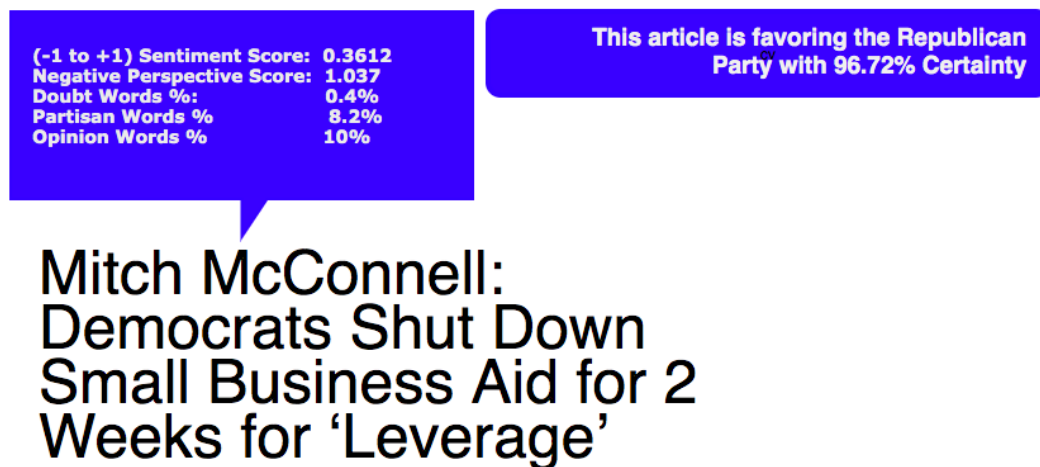 (-1 to +1) Sentiment Score: 0.3612
Negative Perspective Score: 1.037
Doubt Words %: 0.4%
Partisan Words % 8.2%
Opinion Words % 10%
This article is favoring the Republican
Party with 96.72% Certainty
Mitch McConnell:
Democrats Shut Down
Small Business Aid for 2
Weeks for ‘Leverage’